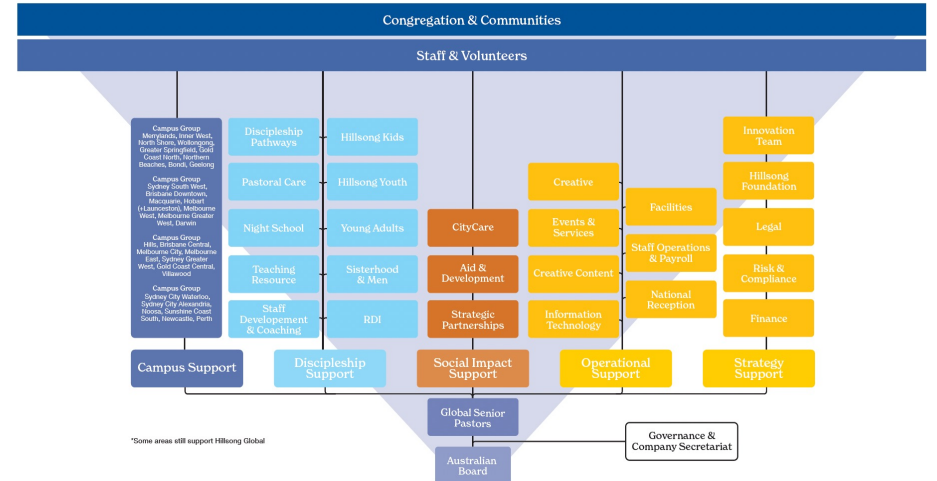 Congregation & Communities
Staff & Volunteers
Campus Group
Merrylands, Inner West,
North Shore, Wollongong,
Greater Springfield, Gold
Coast North, Northern
Beaches, Bondi, Geelong
Campus Group
Sydney South West,
Brisbane Downtown,
Macquarie, Hobart
(+Launceston), Melbourne
West, Melbourne Greater
West, Darwin
Campus Group
Hills, Brisbane Central,
Melbourne City, Melbourne
East, Sydney Greater
West, Gold Coast Central,
Villawood
Campus Group
Sydney City Waterloo,
Sydney City Alexandria,
Noosa, Sunshine Coast
South, Newcastle, Perth
Campus Support
Discipleship
Pathways
Pastoral Care
Night School
Teaching
Resource
Staff
Developement
& Coaching
Hillsong Kids
Hillsong Youth
Young Adults
Sisterhood
& Men
RDI
Discipleship
Support
CityCare
Aid &
Development
Strategic
Partnerships
Social Impact
Support
Creative
Events &
Services
Creative Content
Information
Technology
Facilities
Staff Operations
& Payroll
National
Reception
Operational
Support
Innovation
Team
Hillsong
Foundation
Legal
Risk &
Compliance
Finance
Strategy
Support
Global Senior
Pastors
*Some areas still support Hillsong Global
Governance &
Company Secretariat
Australian
Board